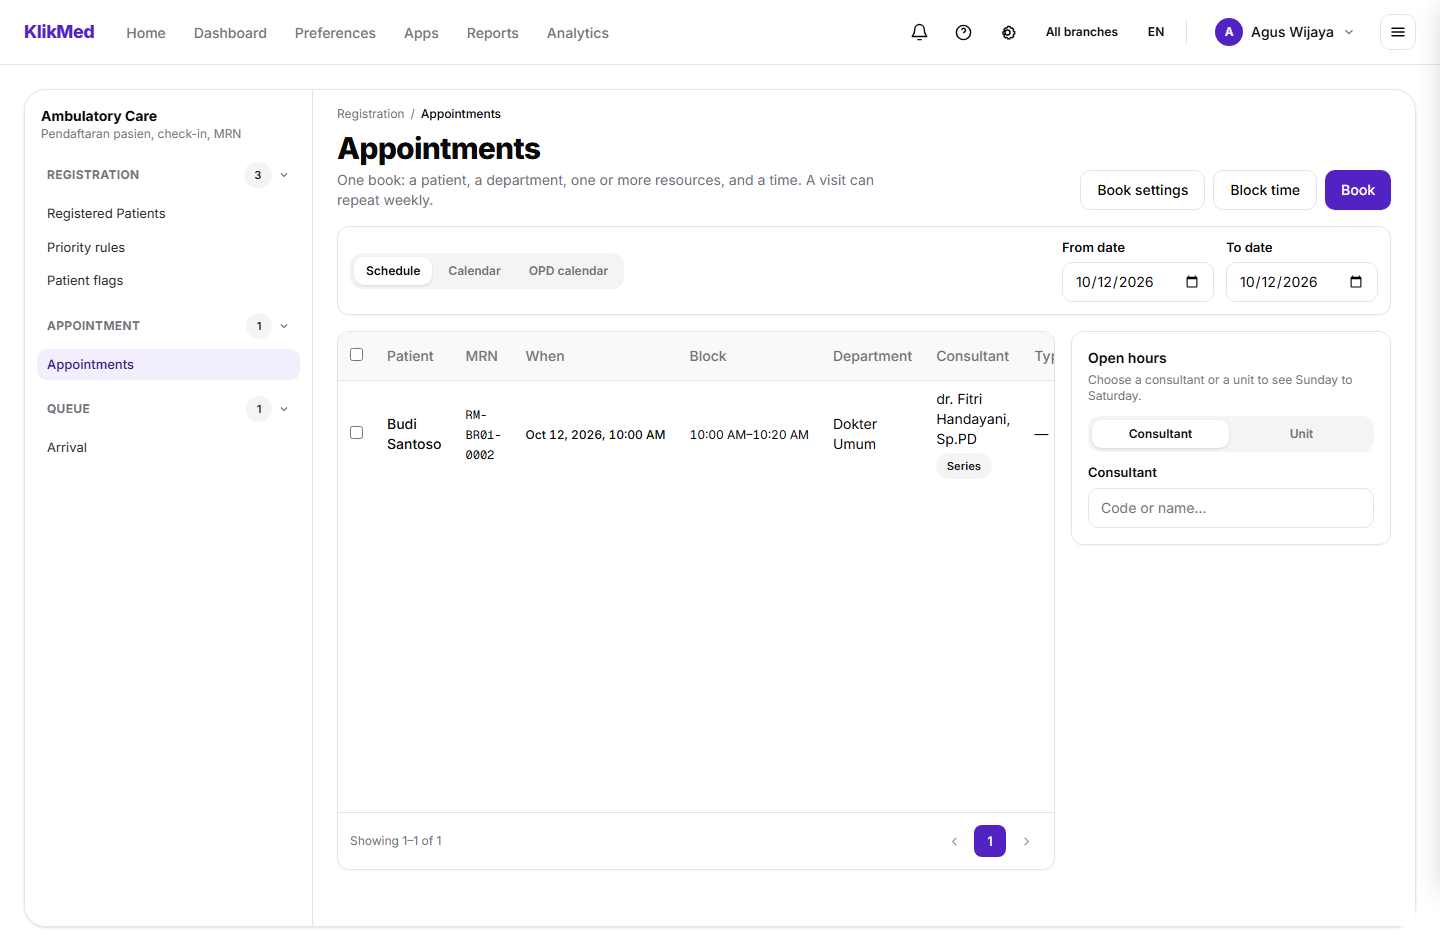 KlikMed
Home
Dashboard
Preferences
Apps
Reports
Analytics
All branches
EN
A
Agus Wijaya
Ambulatory Care
Pendaftaran pasien, check-in, MRN
REGISTRATION
3
Registered Patients
Priority rules
Patient flags
APPOINTMENT
1
Appointments
QUEUE
1
Arrival
Registration / Appointments
Appointments
One book: a patient, a department, one or more resources, and a time. A visit can
repeat weekly.
Book settings
Block time
Book
Schedule
Calendar
OPD calendar
From date
10/12/2026
To date
10/12/2026
Patient
MRN
When
Block
Department
Consultant
Typ
Budi
Santoso
RM-
BR01-
0002
Oct 12, 2026, 10:00 AM
10:00 AM–10:20 AM
Dokter
Umum
dr. Fitri
Handayani,
Sp.PD
Series
—
Showing 1–1 of 1
1
Open hours
Choose a consultant or a unit to see Sunday to
Saturday.
Consultant
Unit
Consultant
Code or name...